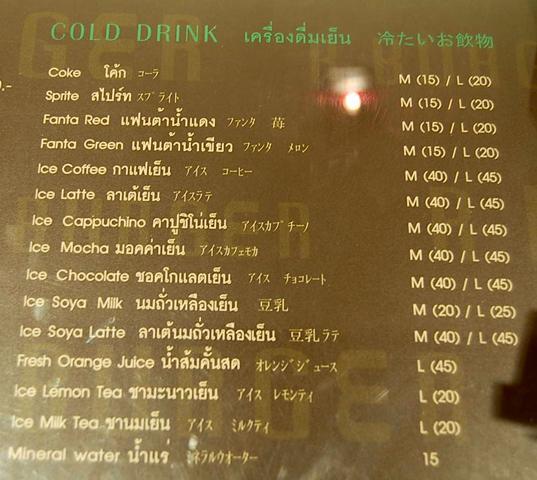 COLD DRINK เครื่องดื่มเย็น 冷たいお飲物
Coke โค้ก コーラ M (15) / L (20)
Sprite สไปร์ท スプライト M (15) / L (20)
Fanta Red แฟนต้าน้ำแดง ファンタ 苺 M (15) / L (20)
Fanta Green แฟนต้าน้ำเขียว ファンタ メロン M (15) / L (20)
Ice Coffee กาแฟเย็น アイス コーヒー M (40) / L (45)
Ice Latte ลาเต้เย็น アイスラテ M (40) / L (45)
Ice Cappuchino คาปูชิโน่เย็น アイスカプチーノ M (40) / L (45)
Ice Mocha มอคค่าเย็น アイスカフェモカ M (40) / L (45)
Ice Chocolate ชอคโกแลตเย็น アイス チョコレート M (40) / L (45)
Ice Soya Milk นมถั่วเหลืองเย็น 豆乳 M (20) / L (25)
Ice Soya Latte ลาเต้นมถั่วเหลืองเย็น 豆乳ラテ M (40) / L (45)
Fresh Orange Juice น้ำส้มคั้นสด オレンジジュース L (45)
Ice Lemon Tea ชามะนาวเย็น アイス レモンティ L (20)
Ice Milk Tea ชานมเย็น アイス ミルクティ L (20)
Mineral water น้ำแร่ ミネラルウオーター 15